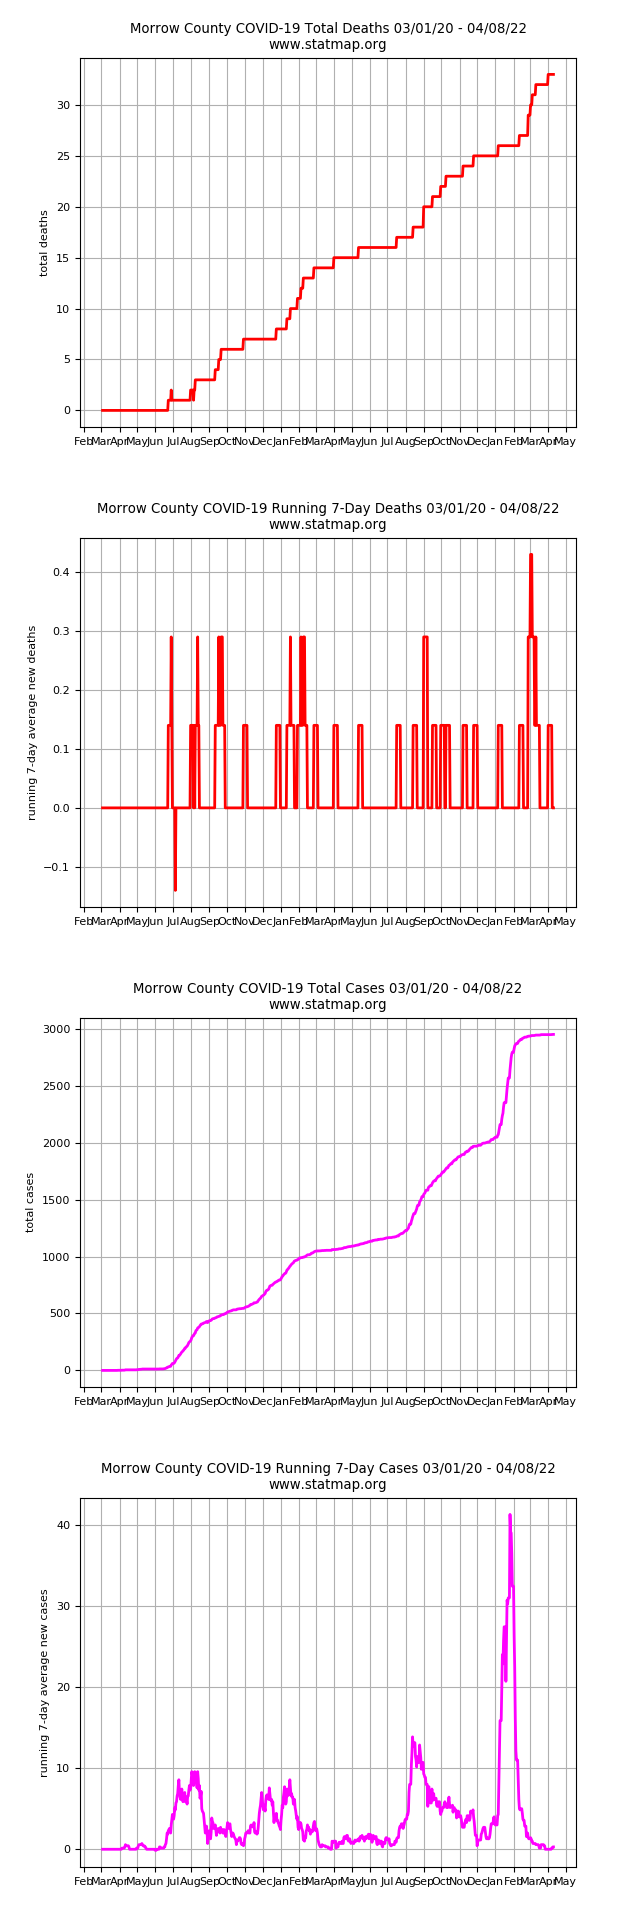 Morrow County COVID-19 Total Deaths 03/01/20 - 04/08/22
www.statmap.org
30
25
20
15
10
5
0
total deaths
Feb Mar Apr May Jun Jul Aug Sep Oct Nov Dec Jan Feb Mar Apr May Jun Jul Aug Sep Oct Nov Dec Jan Feb Mar Apr May
Morrow County COVID-19 Running 7-Day Deaths 03/01/20 - 04/08/22
www.statmap.org
0.4
0.3
0.2
0.1
0.0
−0.1
running 7-day average new deaths
Feb Mar Apr May Jun Jul Aug Sep Oct Nov Dec Jan Feb Mar Apr May Jun Jul Aug Sep Oct Nov Dec Jan Feb Mar Apr May
Morrow County COVID-19 Total Cases 03/01/20 - 04/08/22
www.statmap.org
3000
2500
2000
1500
1000
500
0
total cases
Feb Mar Apr May Jun Jul Aug Sep Oct Nov Dec Jan Feb Mar Apr May Jun Jul Aug Sep Oct Nov Dec Jan Feb Mar Apr May
Morrow County COVID-19 Running 7-Day Cases 03/01/20 - 04/08/22
www.statmap.org
40
30
20
10
0
running 7-day average new cases
Feb Mar Apr May Jun Jul Aug Sep Oct Nov Dec Jan Feb Mar Apr May Jun Jul Aug Sep Oct Nov Dec Jan Feb Mar Apr May